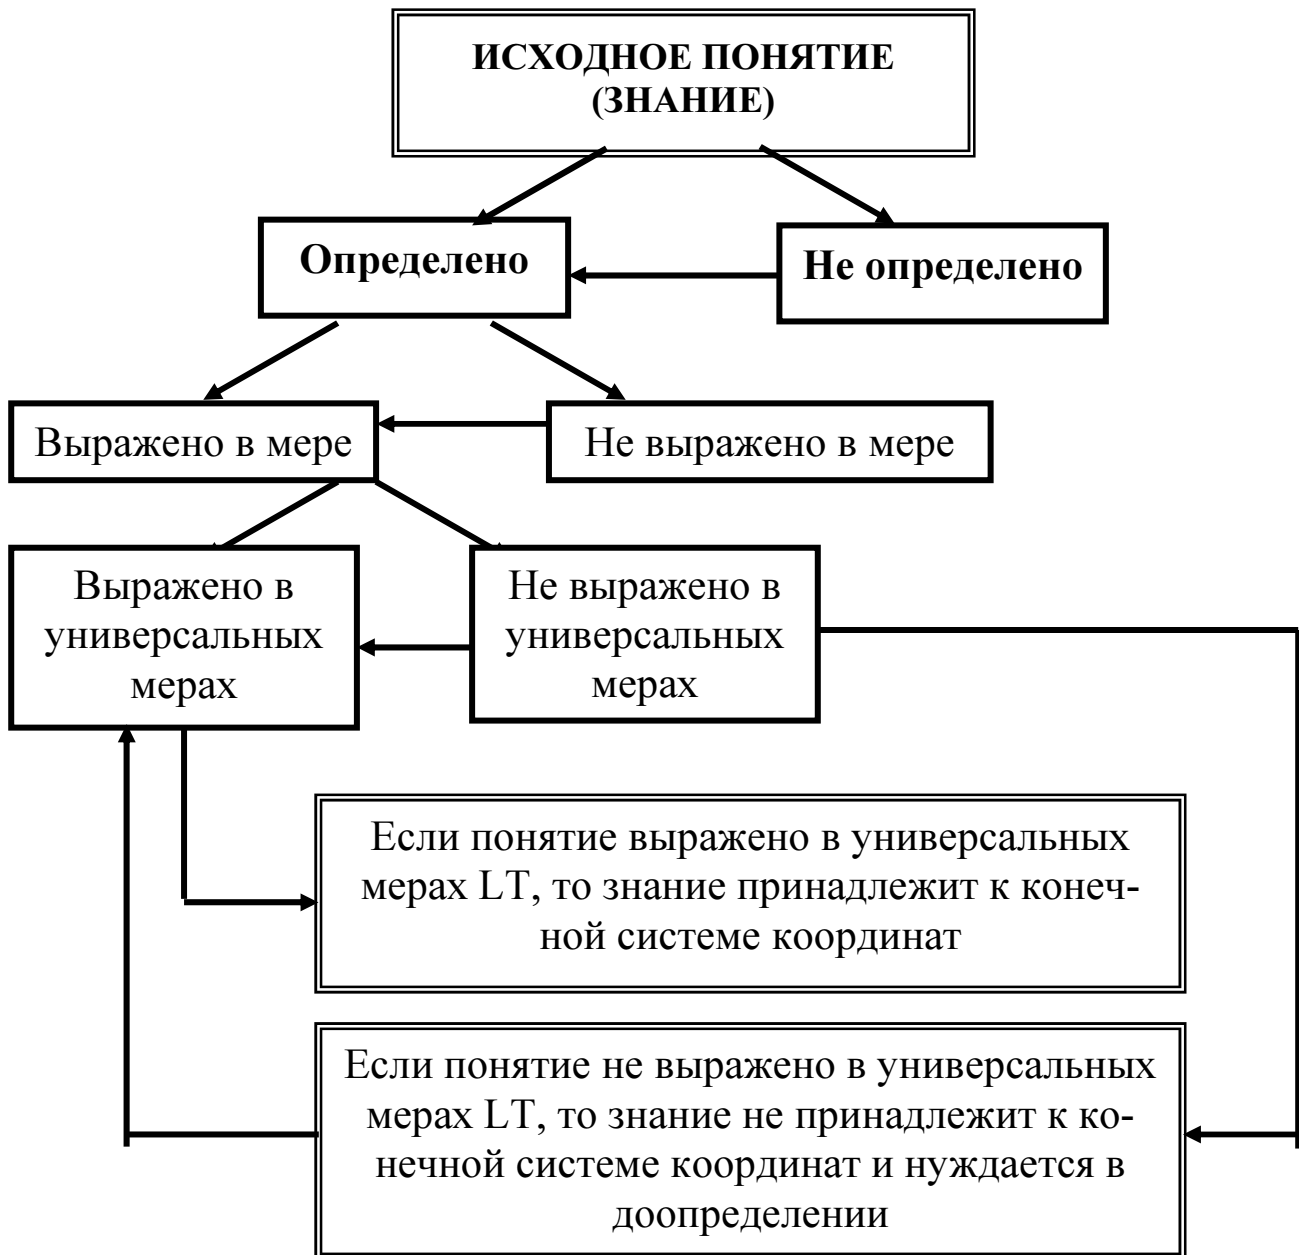 ИСХОДНОЕ ПОНЯТИЕ
(ЗНАНИЕ)
Определено
Не определено
Выражено в мере
Не выражено в мере
Выражено в
универсальных
мерах
Не выражено в
универсальных
мерах
Если понятие выражено в универсальных
мерах LT, то знание принадлежит к конеч-
ной системе координат
Если понятие не выражено в универсальных
мерах LT, то знание не принадлежит к ко-
нечной системе координат и нуждается в
доопределении